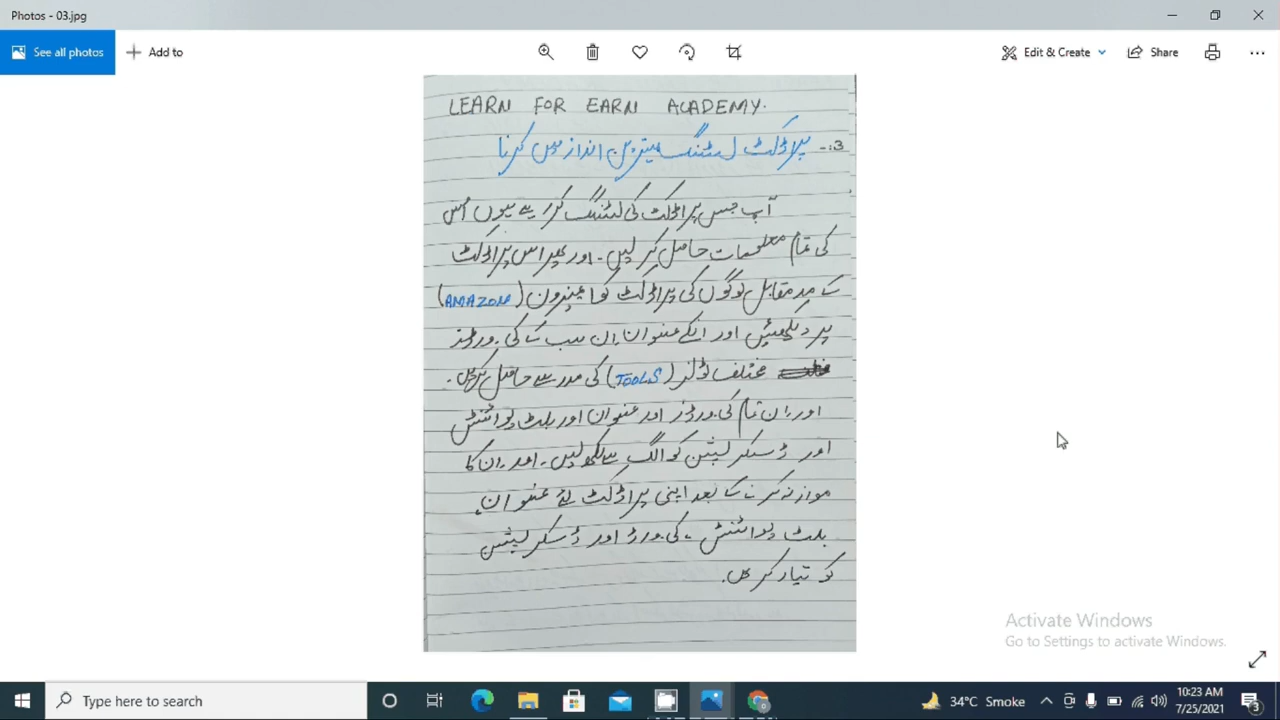 Photos - 03.jpg
See all photos
Add to
Edit & Create
Share
LEARN FOR EARN ACADEMY.
3:- پراڈکٹ لسٹنگ بہترین انداز میں کرنا
آپ جس پراڈکٹ کی لسٹنگ کر رہے ہیں اُس
کی تمام معلومات حاصل کر لیں۔ اور پھر اس پراڈکٹ
کے مدمقابل لوگوں کی پراڈکٹ کو ایمیزون (AMAZON)
پر دیکھیں اور انکے عنوان اِن سب کے کی۔ورڈز
مختلف ٹولز (TOOLS) کی مدد سے حاصل کریں۔
اور اِن تمام کی۔ورڈز اور عنوان اور بلٹ پوائنٹس
اور ڈسکرپشن کو الگ سے لکھ لیں۔ اور اِن کا
موازنہ کرنے کے بعد اپنی پراڈکٹ لئے عنوان،
بلٹ پوائنٹس، کی۔ورڈ اور ڈسکرپشن
کو تیار کریں۔
Activate Windows
Go to Settings to activate Windows.
Type here to search
34°C Smoke
10:23 AM
7/25/2021
3